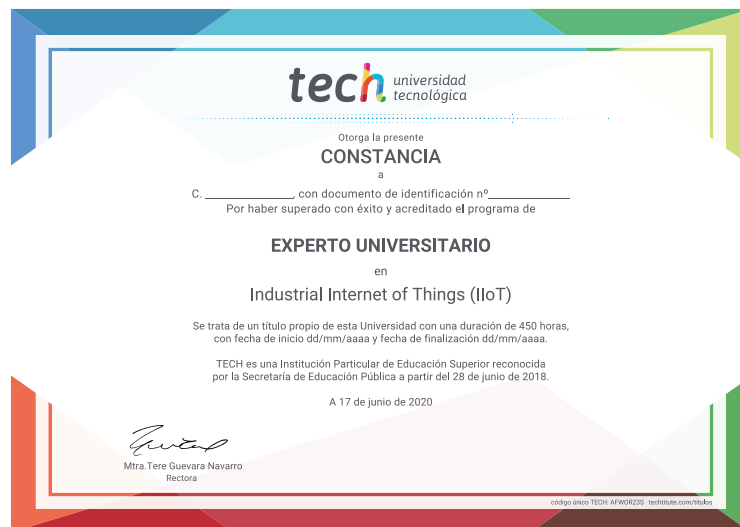 tech universidad
tecnológica
Otorga la presente
CONSTANCIA
a
C. ______________, con documento de identificación nº______________
Por haber superado con éxito y acreditado el programa de
EXPERTO UNIVERSITARIO
en
Industrial Internet of Things (IIoT)
Se trata de un título propio de esta Universidad con una duración de 450 horas,
con fecha de inicio dd/mm/aaaa y fecha de finalización dd/mm/aaaa.
TECH es una Institución Particular de Educación Superior reconocida
por la Secretaría de Educación Pública a partir del 28 de junio de 2018.
A 17 de junio de 2020
Mtra.Tere Guevara Navarro
Rectora
código único TECH: AFWOR23S techtitute.com/titulos